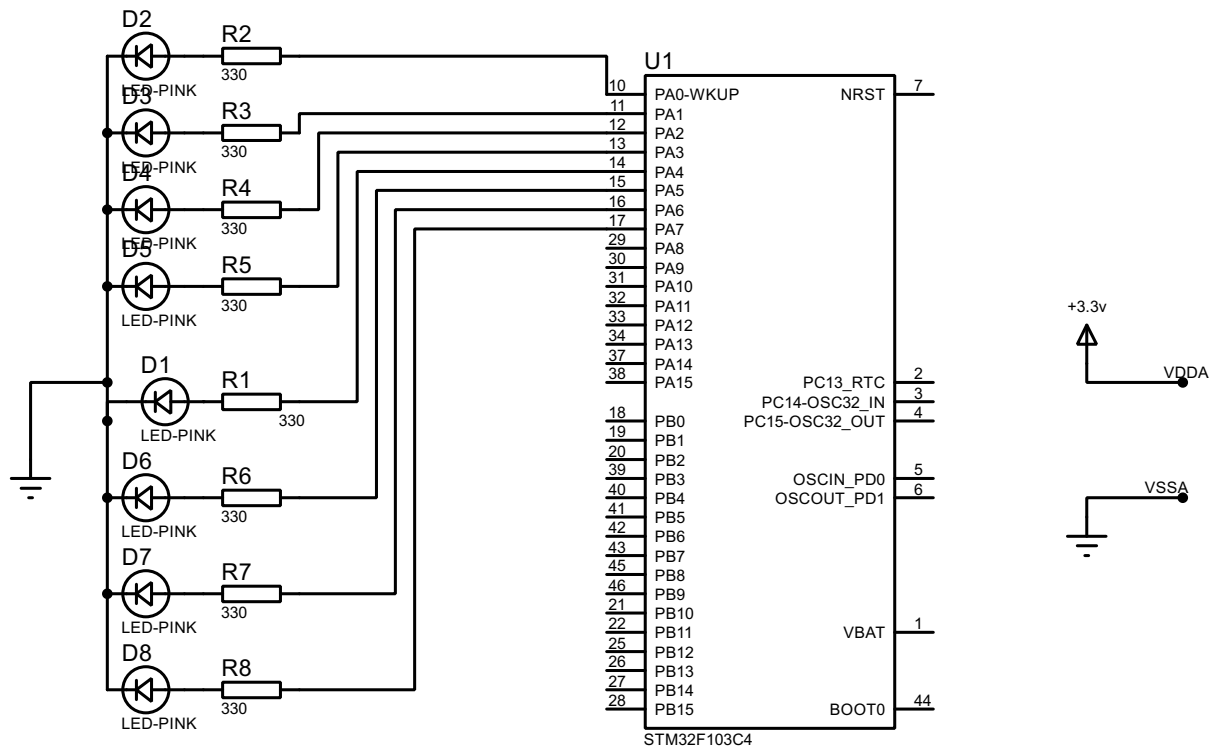 D2
R2
LED-PINK
330
D3
R3
LED-PINK
330
D4
R4
LED-PINK
330
D5
R5
LED-PINK
330
D1
R1
LED-PINK
330
D6
R6
LED-PINK
330
D7
R7
LED-PINK
330
D8
R8
LED-PINK
330
U1
10 PA0-WKUP NRST 7
11 PA1
12 PA2
13 PA3
14 PA4
15 PA5
16 PA6
17 PA7
29 PA8
30 PA9
31 PA10
32 PA11
33 PA12
34 PA13
37 PA14
38 PA15 PC13_RTC 2
PC14-OSC32_IN 3
18 PB0 PC15-OSC32_OUT 4
19 PB1
20 PB2
39 PB3 OSCIN_PD0 5
40 PB4 OSCOUT_PD1 6
41 PB5
42 PB6
43 PB7
45 PB8
46 PB9
21 PB10
22 PB11 VBAT 1
25 PB12
26 PB13
27 PB14
28 PB15 BOOT0 44
STM32F103C4
+3.3v
VDDA
VSSA